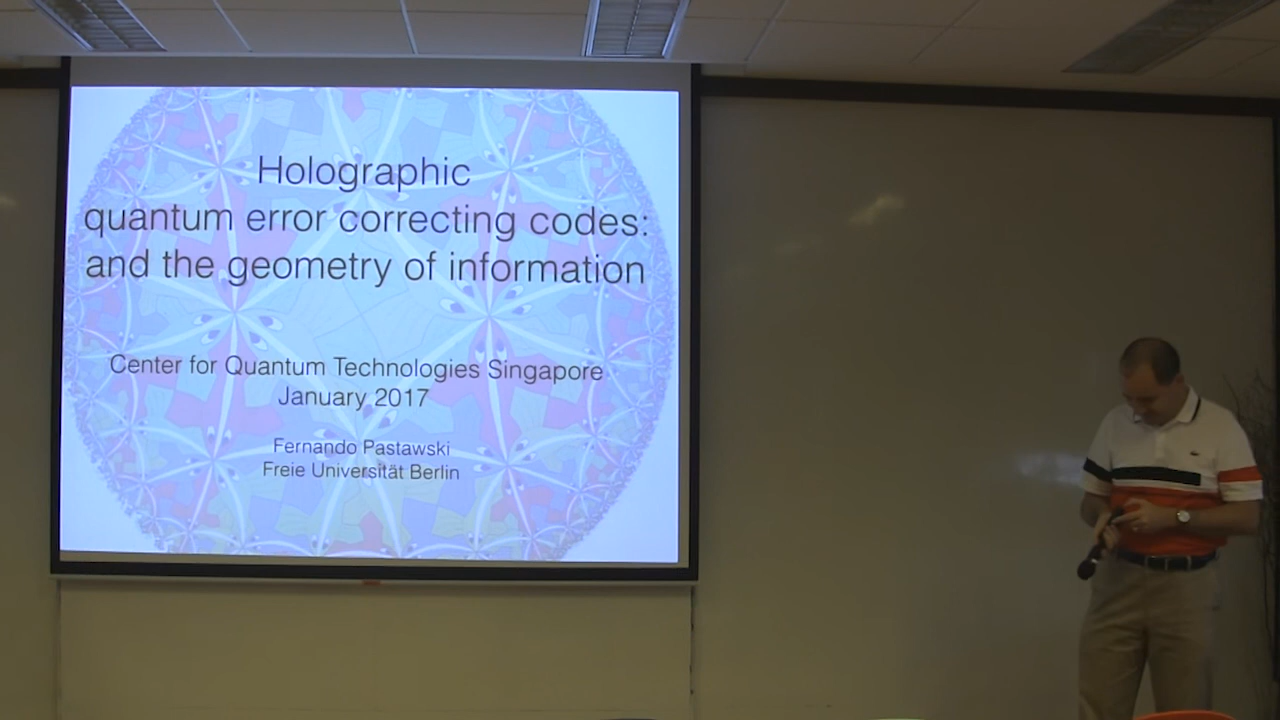 Holographic
quantum error correcting codes:
and the geometry of information
Center for Quantum Technologies Singapore
January 2017
Fernando Pastawski
Freie Universität Berlin